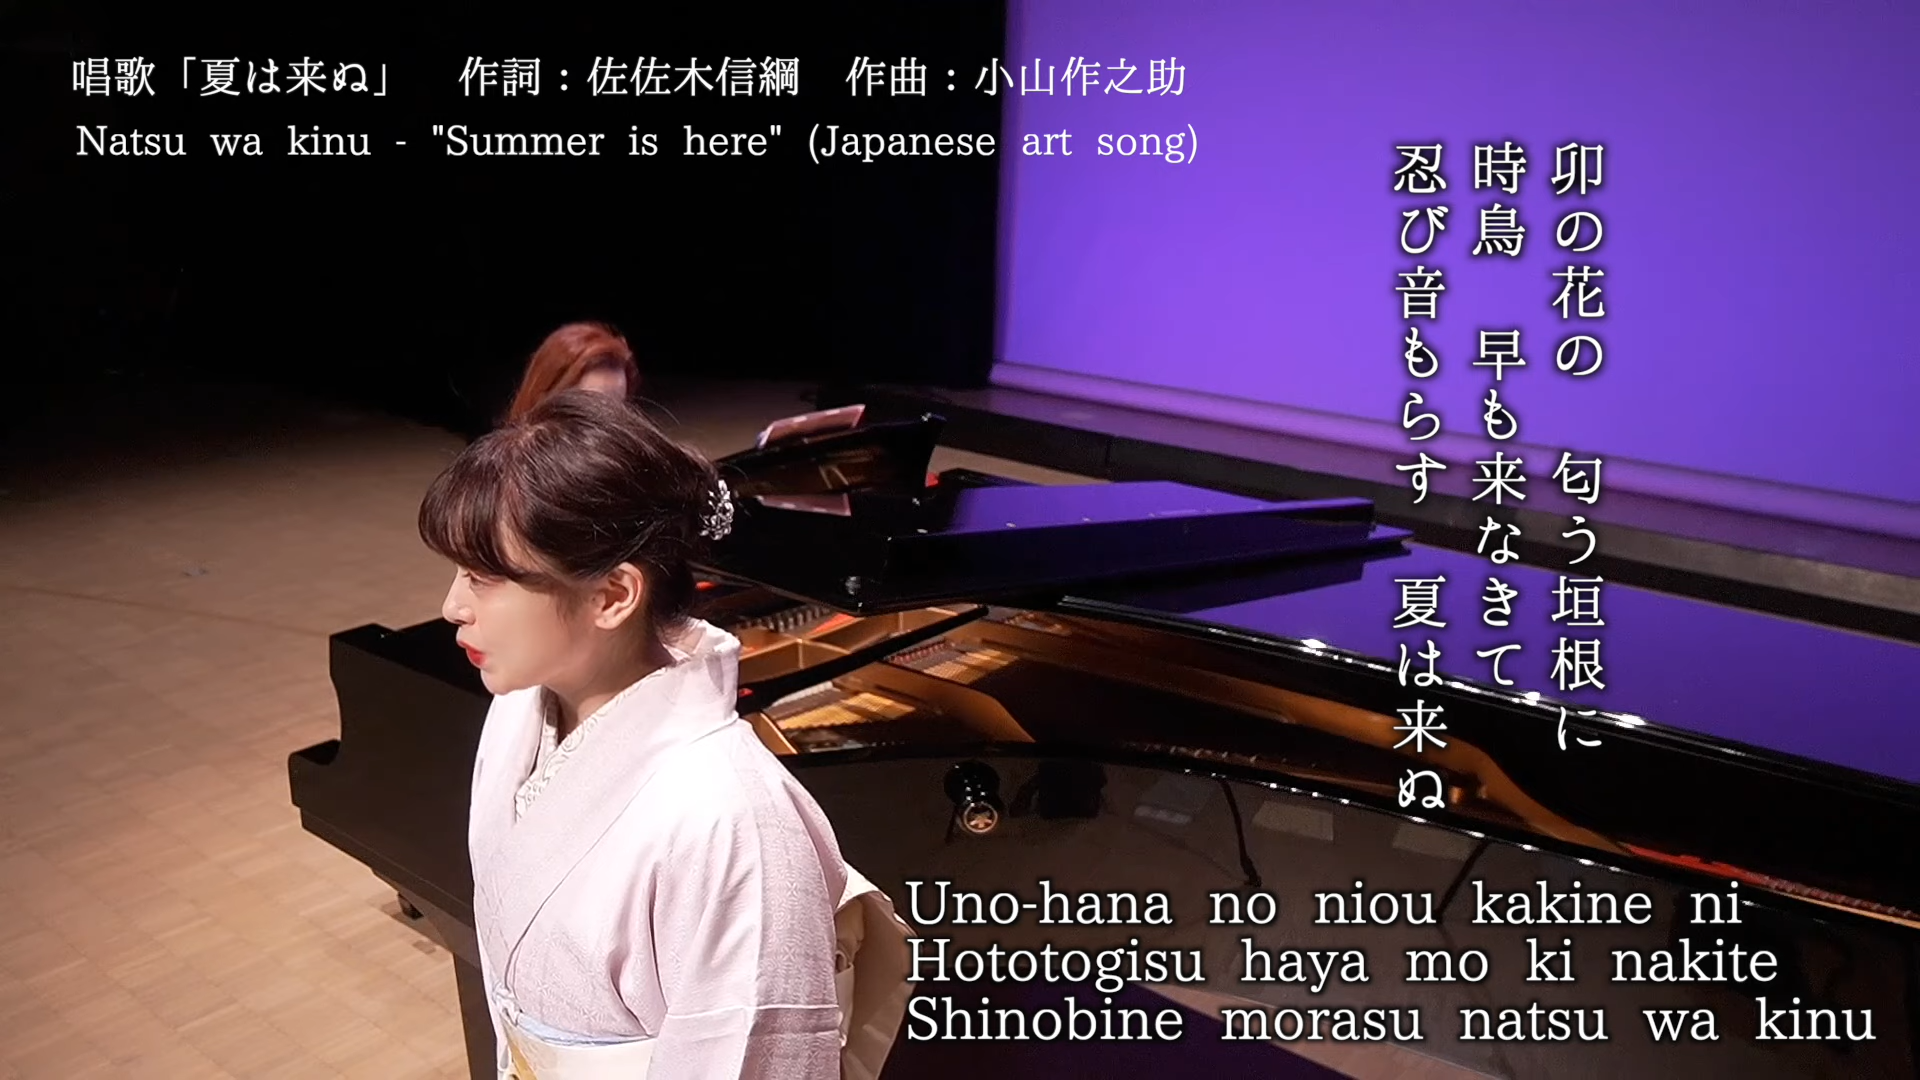 唱歌「夏は来ぬ」　作詞：佐佐木信綱　作曲：小山作之助
Natsu wa kinu - "Summer is here" (Japanese art song)
卯の花の　匂う垣根に
時鳥　早も来なきて
忍び音もらす　夏は来ぬ
Uno-hana no niou kakine ni
Hototogisu haya mo ki nakite
Shinobine morasu natsu wa kinu